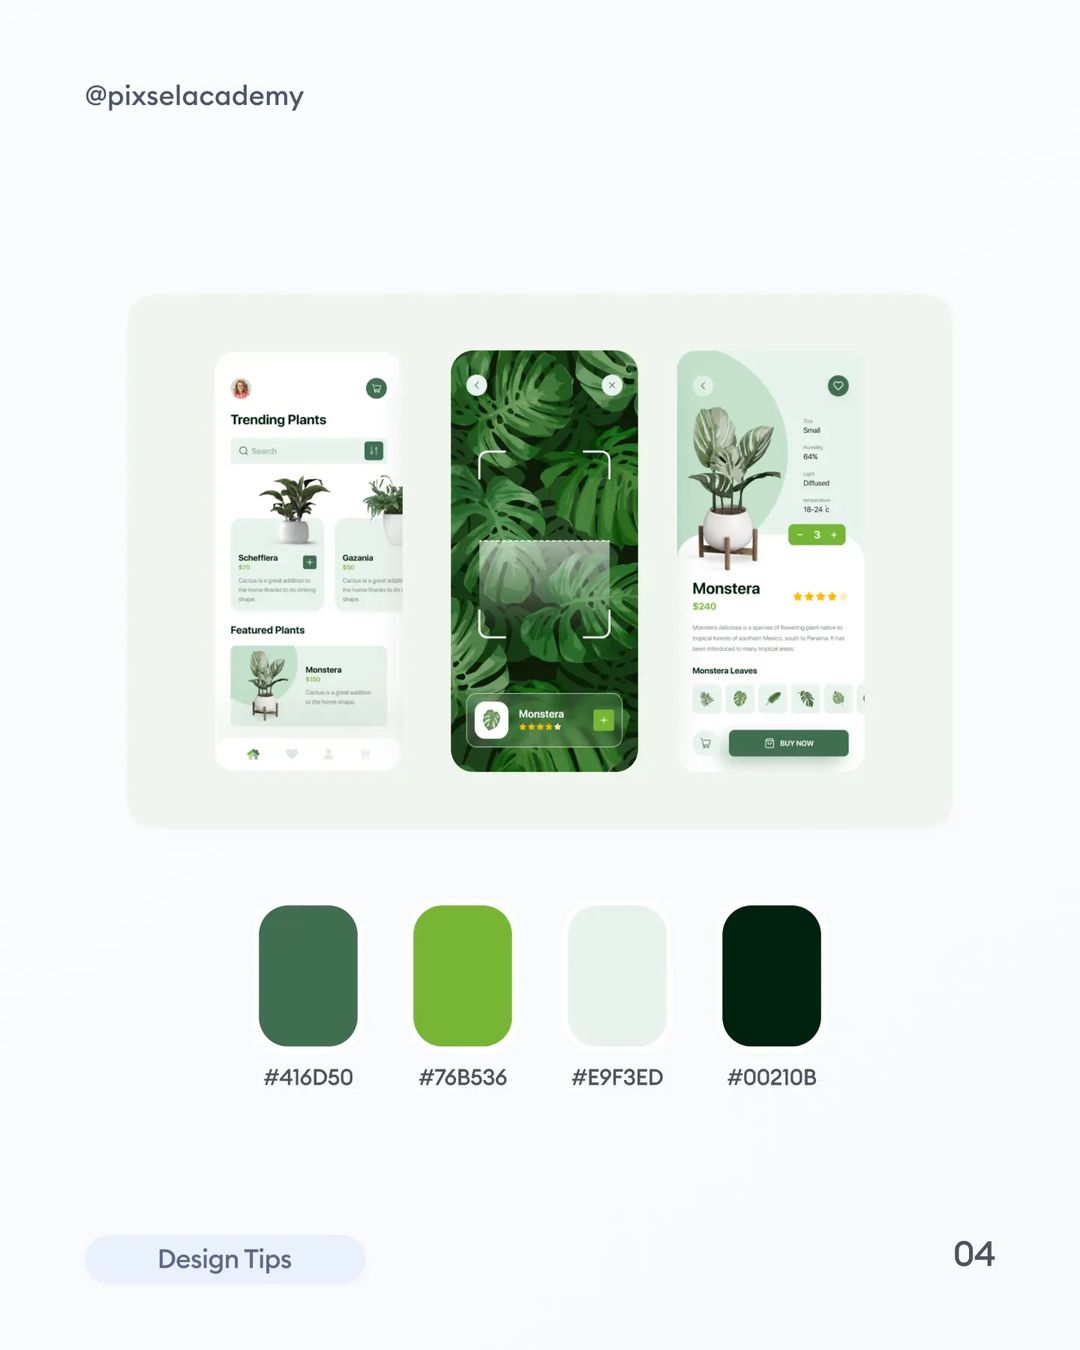 @pixselacademy
Trending Plants
Search
Schefflera
$75
Cactus is a great addition to
the home thanks to its striking
shape.
Gazania
$90
Cactus is a great additi
the home thanks to its
shape.
Featured Plants
Monstera
$150
Cactus is a great addition
to the home shape.
Monstera
Size
Small
Humidity
64%
Light
Diffused
temperature
18-24 c
3
Monstera
$240
Monstera deliciosa is a species of flowering plant native to
tropical forests of southern Mexico, south to Panama. It has
been introduced to many tropical areas.
Monstera Leaves
BUY NOW
#416D50
#76B536
#E9F3ED
#00210B
Design Tips
04